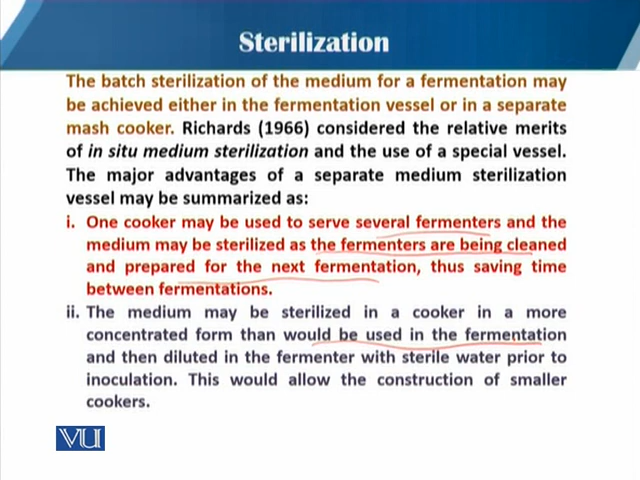 Sterilization
The batch sterilization of the medium for a fermentation may
be achieved either in the fermentation vessel or in a separate
mash cooker. Richards (1966) considered the relative merits
of in situ medium sterilization and the use of a special vessel.
The major advantages of a separate medium sterilization
vessel may be summarized as:
i. One cooker may be used to serve several fermenters and the
medium may be sterilized as the fermenters are being cleaned
and prepared for the next fermentation, thus saving time
between fermentations.
ii. The medium may be sterilized in a cooker in a more
concentrated form than would be used in the fermentation
and then diluted in the fermenter with sterile water prior to
inoculation. This would allow the construction of smaller
cookers.
VU